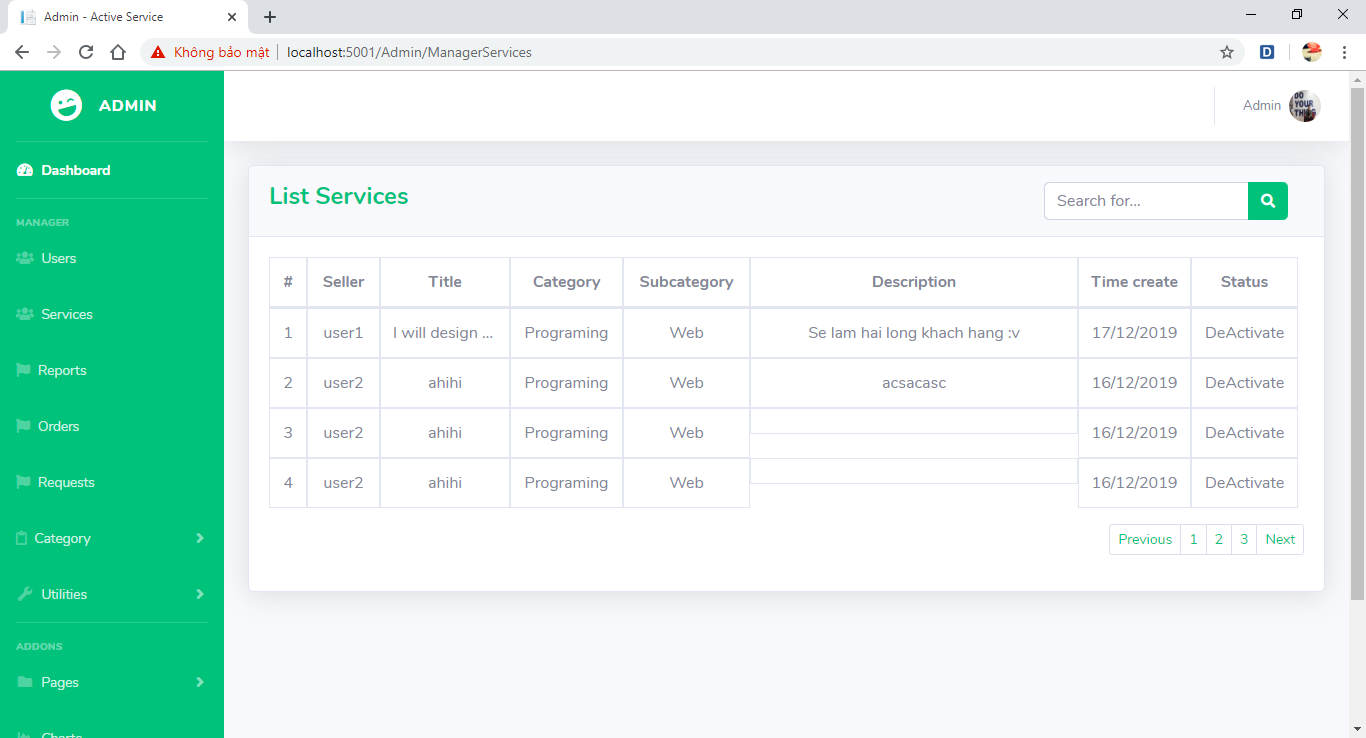 Admin - Active Service
Không bảo mật localhost:5001/Admin/ManagerServices
ADMIN
Dashboard
MANAGER
Users
Services
Reports
Orders
Requests
Category
Utilities
ADDONS
Pages
Charts
Admin
DO
YOUR
THING
List Services
Search for...
# Seller Title Category Subcategory Description Time create Status
1 user1 I will design ... Programing Web Se lam hai long khach hang :v 17/12/2019 DeActivate
2 user2 ahihi Programing Web acsacasc 16/12/2019 DeActivate
3 user2 ahihi Programing Web 16/12/2019 DeActivate
4 user2 ahihi Programing Web 16/12/2019 DeActivate
Previous 1 2 3 Next